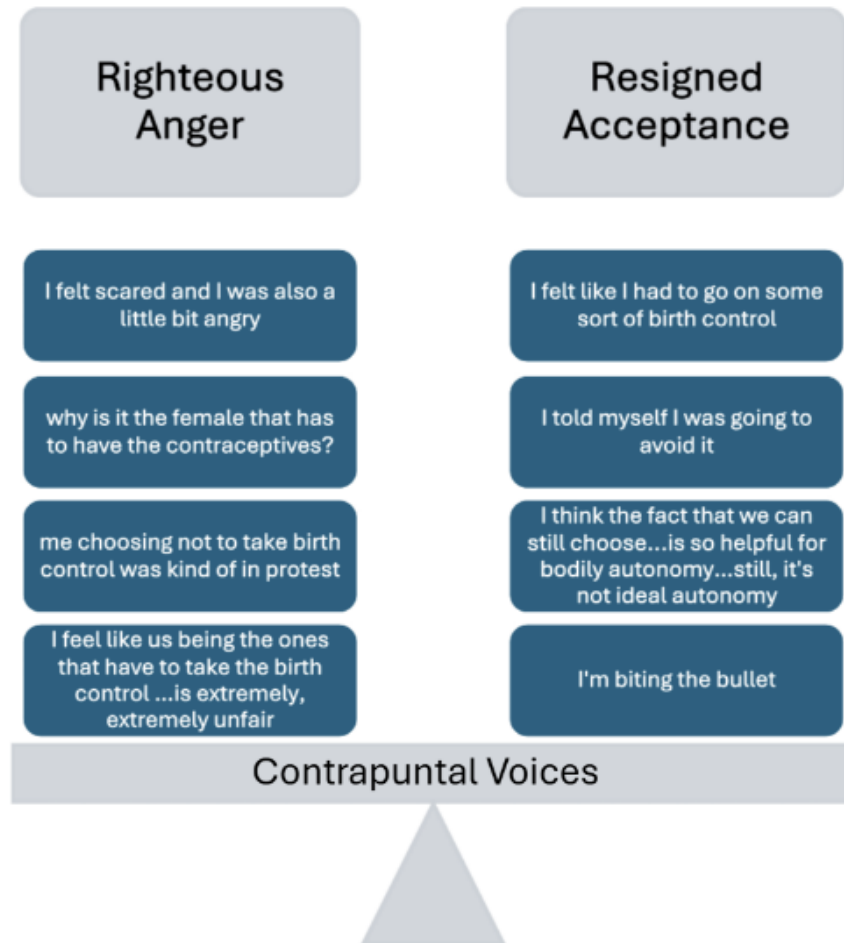 Righteous
Anger
Resigned
Acceptance
I felt scared and I was also a
little bit angry
I felt like I had to go on some
sort of birth control
why is it the female that has
to have the contraceptives?
I told myself I was going to
avoid it
me choosing not to take birth
control was kind of in protest
I think the fact that we can
still choose...is so helpful for
bodily autonomy...still, it's
not ideal autonomy
I feel like us being the ones
that have to take the birth
control ...is extremely,
extremely unfair
I'm biting the bullet
Contrapuntal Voices